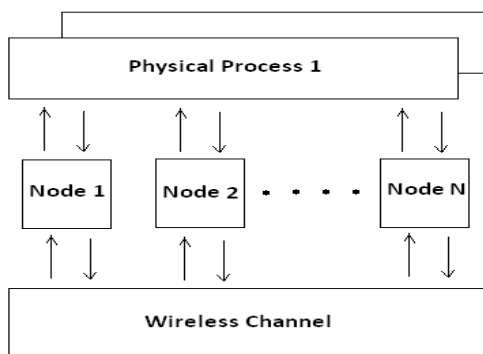 Physical Process 1
Node 1
Node 2
Node N
Wireless Channel